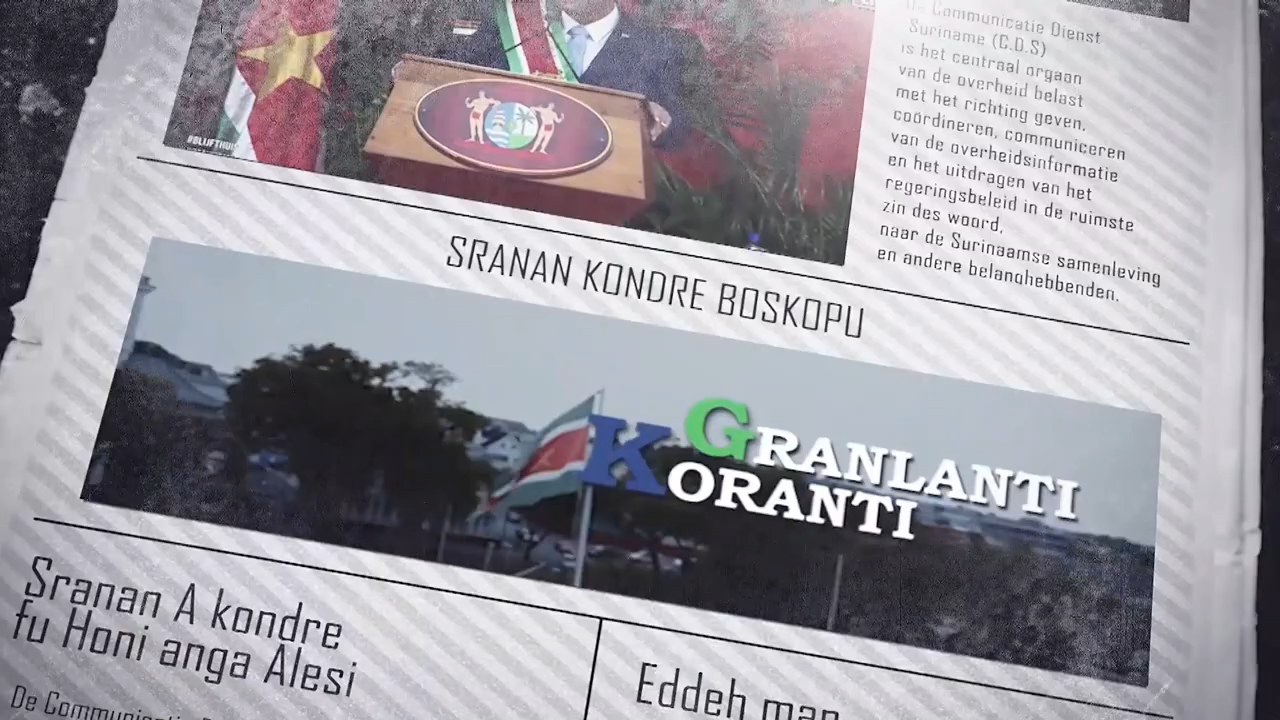 De Communicatie Dienst
Suriname (C.D.S)
is het centraal orgaan
van de overheid belast
met het richting geven,
coördineren, communiceren
van de overheidsinformatie
en het uitdragen van het
regeringsbeleid in de ruimste
zin des woord,
naar de Surinaamse samenleving
en andere belanghebbenden.
#BLIJFTHUIS
SRANAN KONDRE BOSKOPU
GRANLANTI
KORANTI
Sranan A kondre
fu Honi anga Alesi
Eddeh man
De